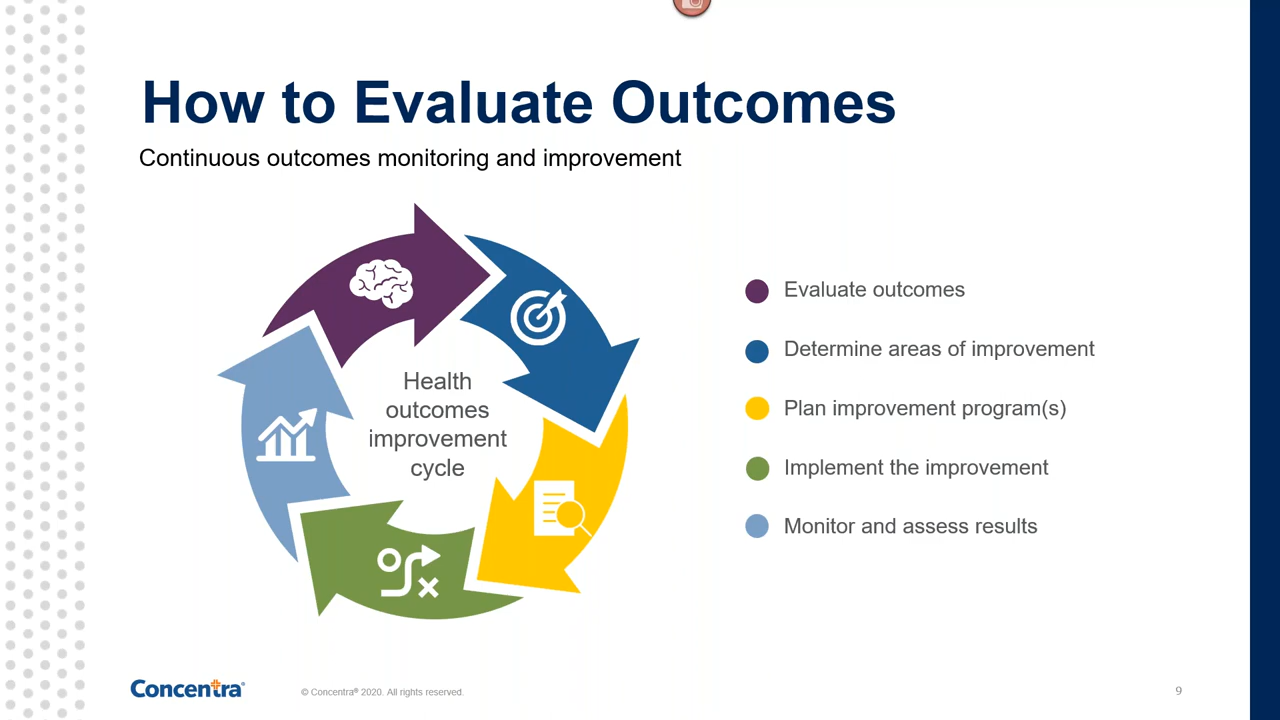 How to Evaluate Outcomes
Continuous outcomes monitoring and improvement
Health
outcomes
improvement
cycle
Evaluate outcomes
Determine areas of improvement
Plan improvement program(s)
Implement the improvement
Monitor and assess results
Concentra®
© Concentra® 2020. All rights reserved.
9